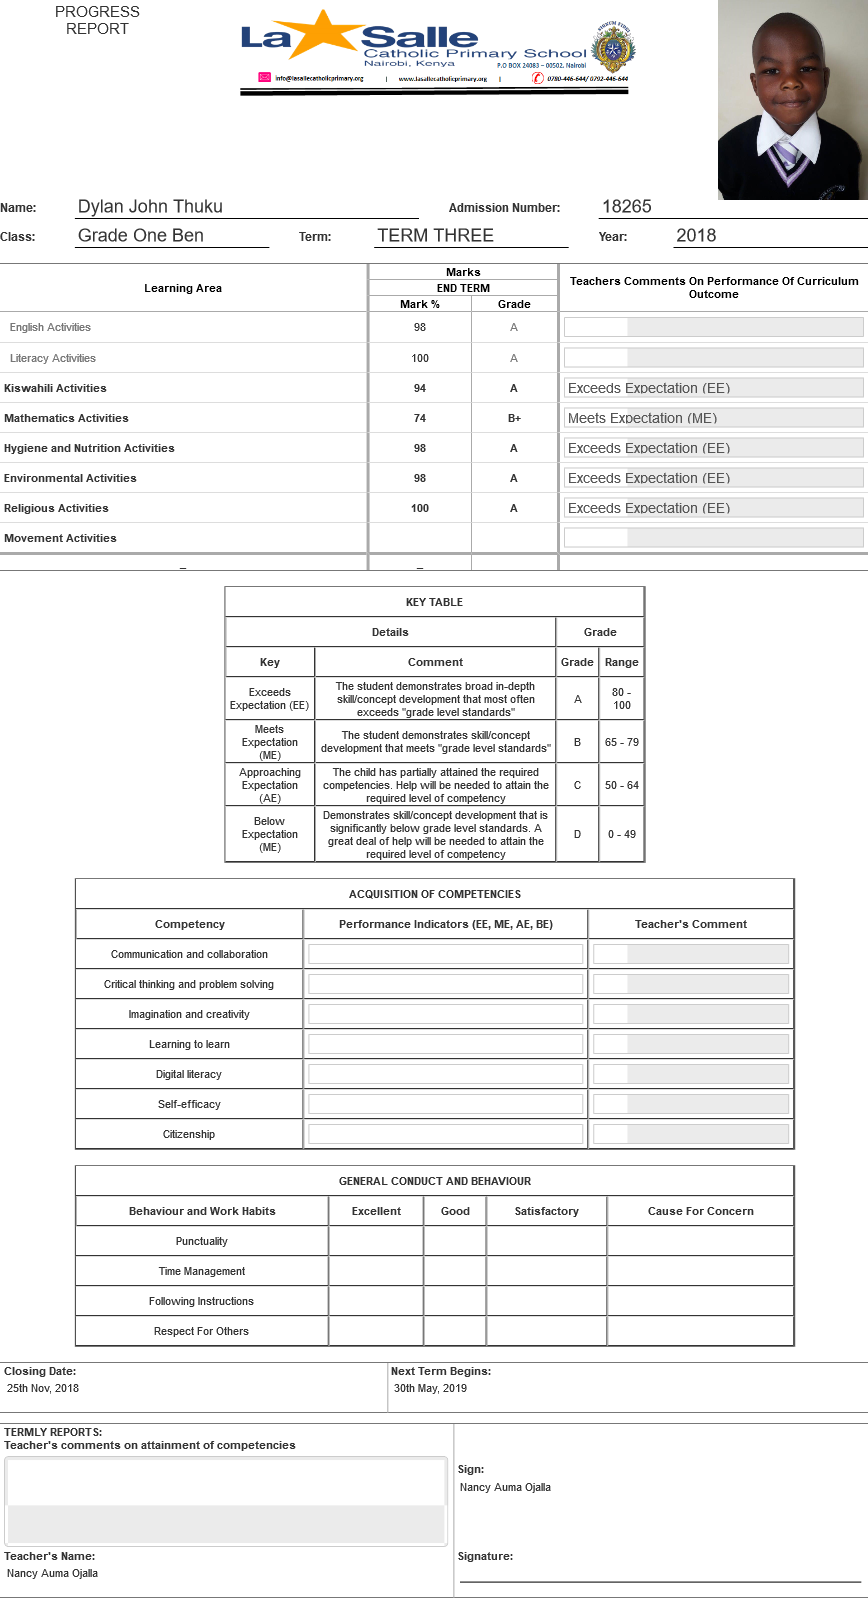 PROGRESS
REPORT
La Salle
Catholic Primary School
Nairobi, Kenya
P.O BOX 24083 – 00502, Nairobi
info@lasallecatholicprimary.org | www.lasallecatholicprimary.org | 0780-446-644/ 0792-446-644
Name: Dylan John Thuku Admission Number: 18265
Class: Grade One Ben Term: TERM THREE Year: 2018
Learning Area Marks Teachers Comments On Performance Of Curriculum Outcome
END TERM
Mark % Grade
English Activities 98 A
Literacy Activities 100 A
Kiswahili Activities 94 A Exceeds Expectation (EE)
Mathematics Activities 74 B+ Meets Expectation (ME)
Hygiene and Nutrition Activities 98 A Exceeds Expectation (EE)
Environmental Activities 98 A Exceeds Expectation (EE)
Religious Activities 100 A Exceeds Expectation (EE)
Movement Activities
_ _
KEY TABLE
Details Grade
Key Comment Grade Range
Exceeds Expectation (EE) The student demonstrates broad in-depth skill/concept development that most often exceeds "grade level standards" A 80 - 100
Meets Expectation (ME) The student demonstrates skill/concept development that meets "grade level standards" B 65 - 79
Approaching Expectation (AE) The child has partially attained the required competencies. Help will be needed to attain the required level of competency C 50 - 64
Below Expectation (ME) Demonstrates skill/concept development that is significantly below grade level standards. A great deal of help will be needed to attain the required level of competency D 0 - 49
ACQUISITION OF COMPETENCIES
Competency Performance Indicators (EE, ME, AE, BE) Teacher's Comment
Communication and collaboration
Critical thinking and problem solving
Imagination and creativity
Learning to learn
Digital literacy
Self-efficacy
Citizenship
GENERAL CONDUCT AND BEHAVIOUR
Behaviour and Work Habits Excellent Good Satisfactory Cause For Concern
Punctuality
Time Management
Following Instructions
Respect For Others
Closing Date: Next Term Begins:
25th Nov, 2018 30th May, 2019
TERMLY REPORTS:
Teacher's comments on attainment of competencies
Sign:
Nancy Auma Ojalla
Teacher's Name: Signature:
Nancy Auma Ojalla